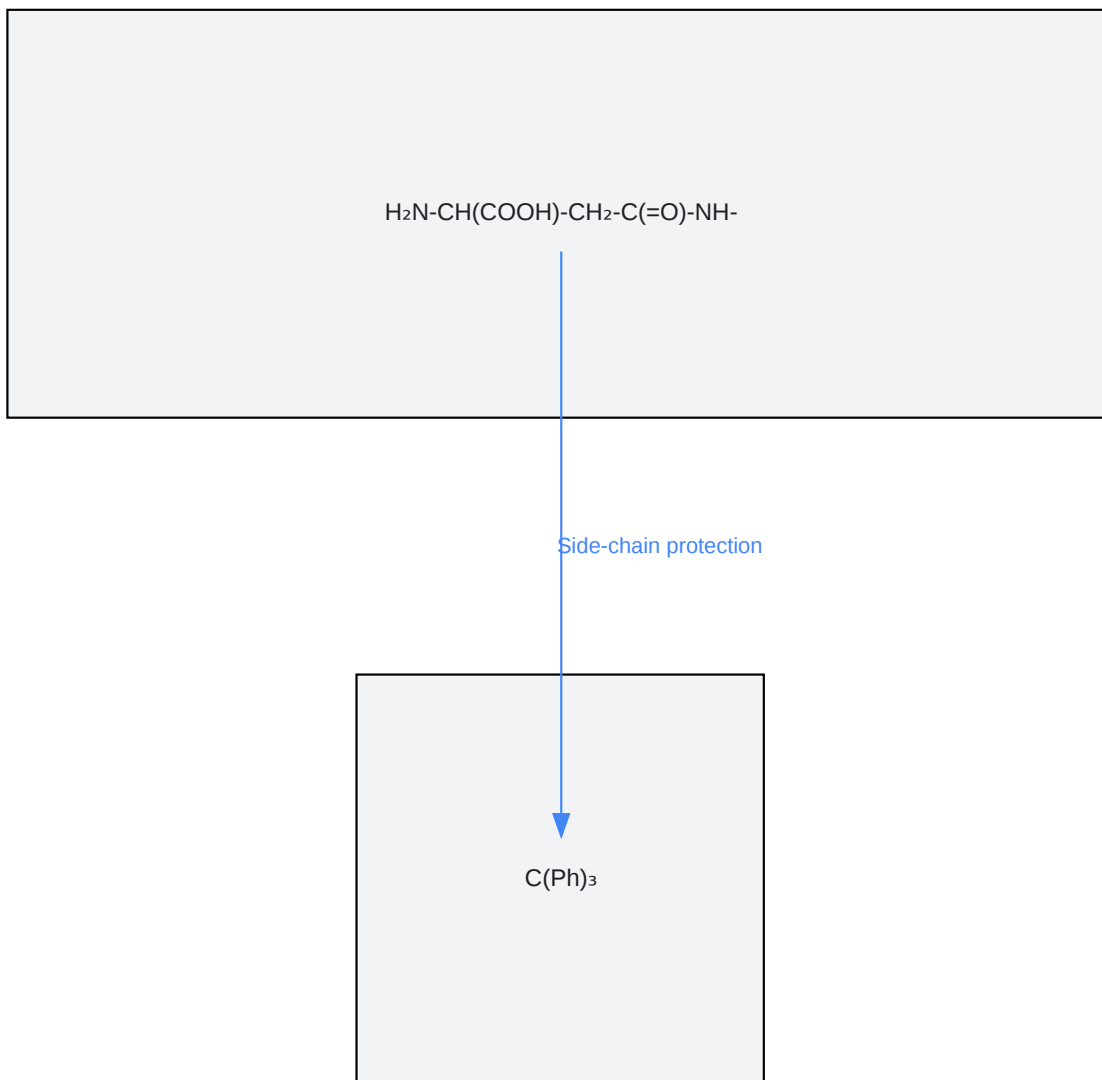 H₂N-CH(COOH)-CH₂-C(=O)-NH-
Side-chain protection
C(Ph)₃